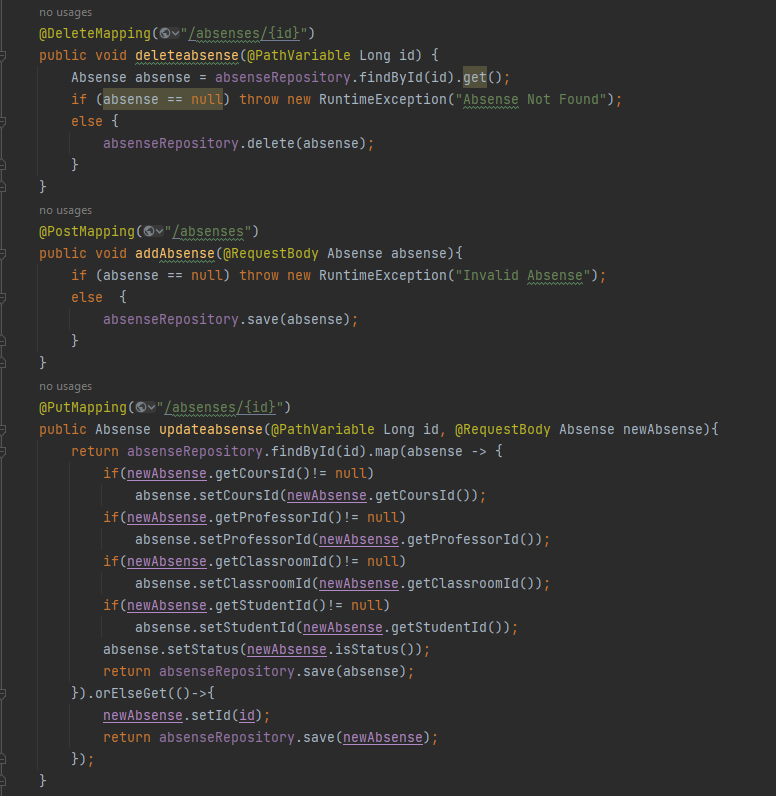 no usages
@DeleteMapping("/absenses/{id}")
public void deleteabsense(@PathVariable Long id) {
Absense absense = absenseRepository.findById(id).get();
if (absense == null) throw new RuntimeException("Absense Not Found");
else {
absenseRepository.delete(absense);
}
}
no usages
@PostMapping("/absenses")
public void addAbsense(@RequestBody Absense absense){
if (absense == null) throw new RuntimeException("Invalid Absense");
else  {
absenseRepository.save(absense);
}
}
no usages
@PutMapping("/absenses/{id}")
public Absense updateabsense(@PathVariable Long id, @RequestBody Absense newAbsense){
return absenseRepository.findById(id).map(absense -> {
if(newAbsense.getCoursId()!= null)
absense.setCoursId(newAbsense.getCoursId());
if(newAbsense.getProfessorId()!= null)
absense.setProfessorId(newAbsense.getProfessorId());
if(newAbsense.getClassroomId()!= null)
absense.setClassroomId(newAbsense.getClassroomId());
if(newAbsense.getStudentId()!= null)
absense.setStudentId(newAbsense.getStudentId());
absense.setStatus(newAbsense.isStatus());
return absenseRepository.save(absense);
}).orElseGet(()->{
newAbsense.setId(id);
return absenseRepository.save(newAbsense);
});
}